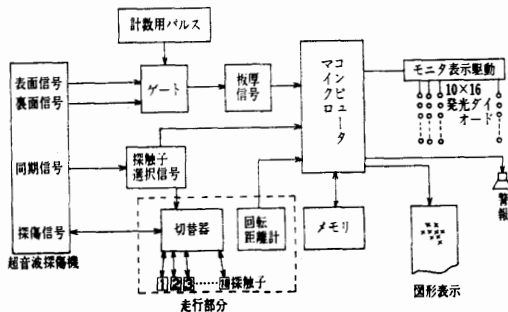 計数用パルス
表面信号
裏面信号
ゲート
板厚
信号
マイクロ
コンピュータ
モニタ表示駆動
10×16
発光ダイ
オード
同期信号
探触子
選択信号
警報
探傷信号
切替器
回転
距離計
メモリ
超音波探傷機
1 2 3 ⋯⋯ 探触子
走行部分
図形表示